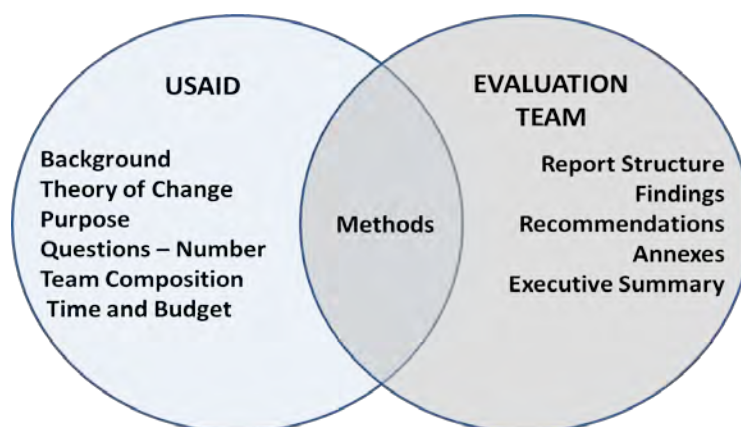 USAID
Background
Theory of Change
Purpose
Questions – Number
Team Composition
Time and Budget
Methods
EVALUATION
TEAM
Report Structure
Findings
Recommendations
Annexes
Executive Summary